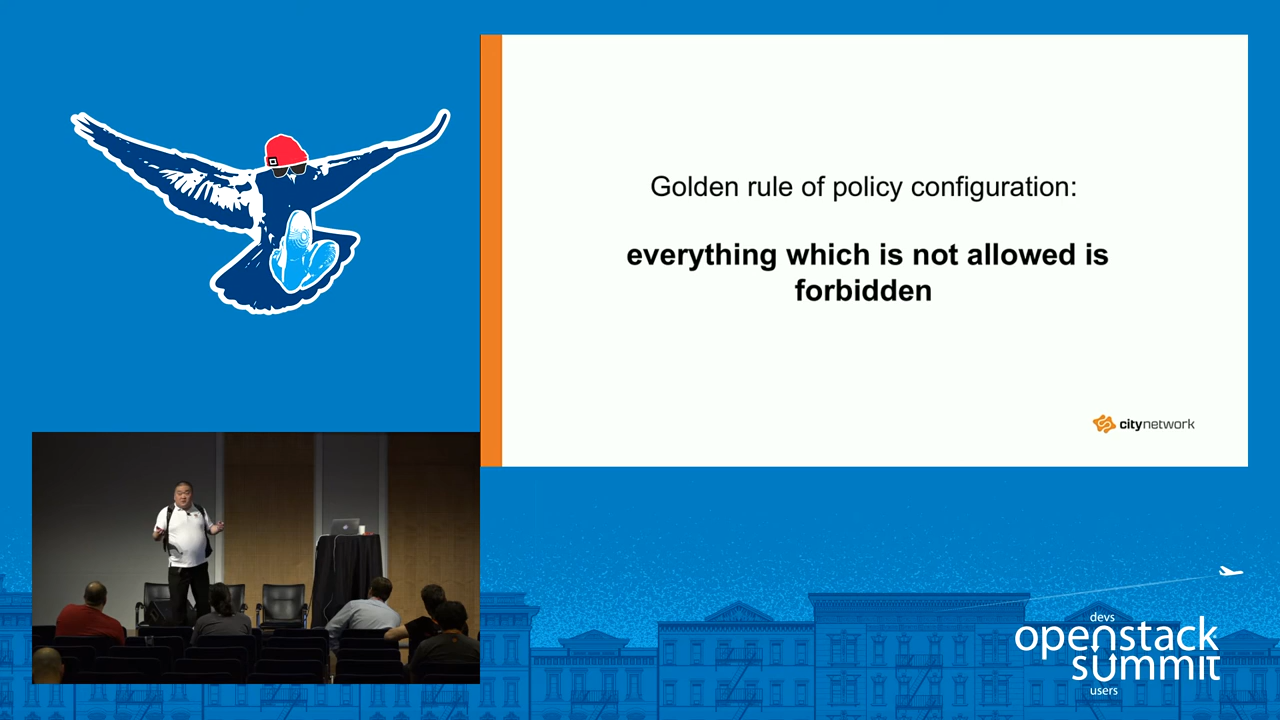 Golden rule of policy configuration:
everything which is not allowed is
forbidden
citynetwork
devs
openstack
summit
users